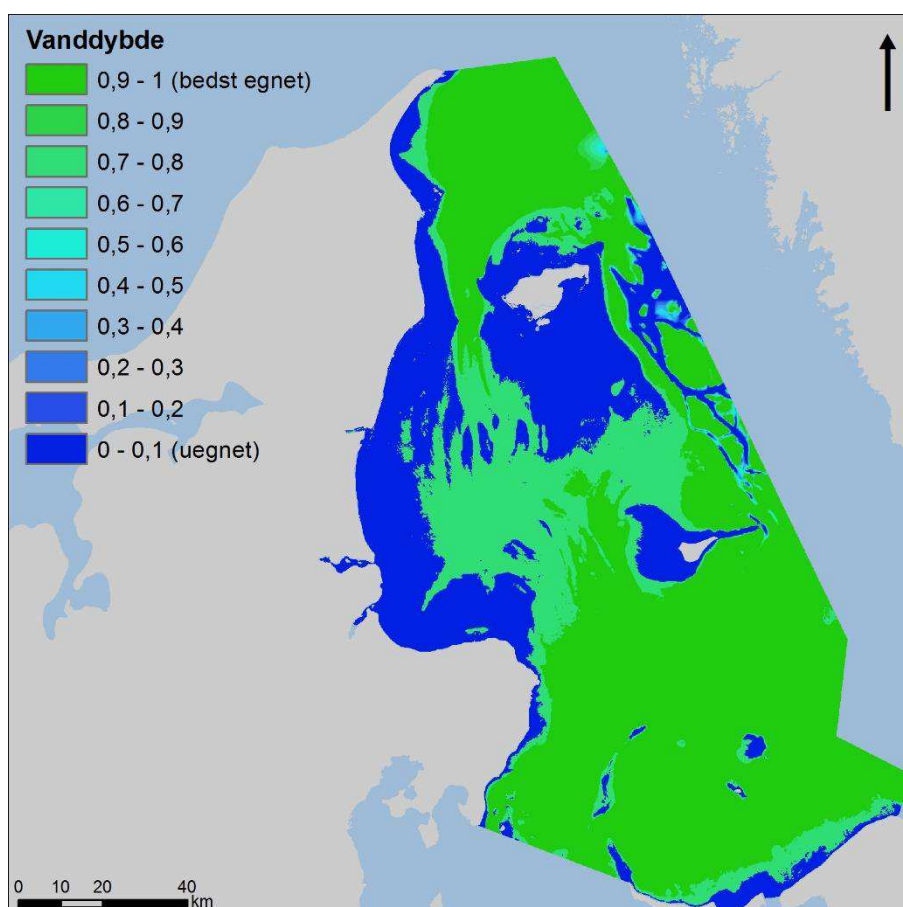 Vanddybde
0,9 - 1 (bedst egnet)
0,8 - 0,9
0,7 - 0,8
0,6 - 0,7
0,5 - 0,6
0,4 - 0,5
0,3 - 0,4
0,2 - 0,3
0,1 - 0,2
0 - 0,1 (uegnet)
0 10 20 40
km